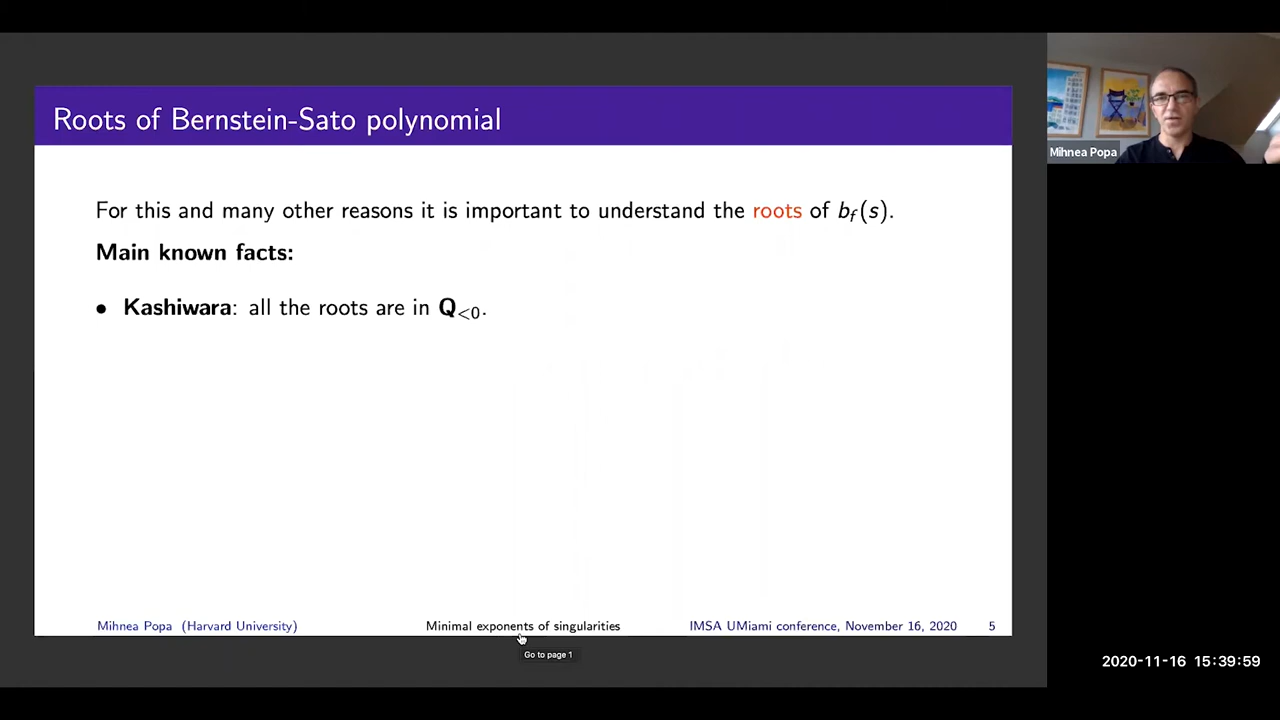 Roots of Bernstein-Sato polynomial
Mihnea Popa
For this and many other reasons it is important to understand the roots of b_f(s).
Main known facts:
• Kashiwara: all the roots are in Q_{<0}.
Mihnea Popa (Harvard University) Minimal exponents of singularities IMSA UMiami conference, November 16, 2020 5
Go to page 1
2020-11-16 15:39:59